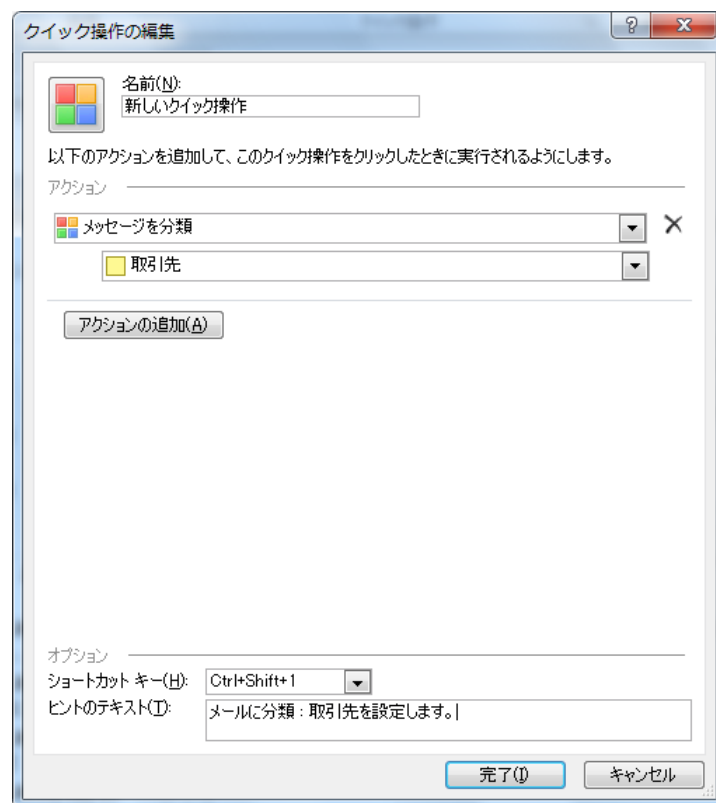 クイック操作の編集
名前(N):
新しいクイック操作
以下のアクションを追加して、このクイック操作をクリックしたときに実行されるようにします。
アクション
メッセージを分類
取引先
アクションの追加(A)
オプション
ショートカット キー(H): Ctrl+Shift+1
ヒントのテキスト(T): メールに分類：取引先を設定します。
完了(I) キャンセル